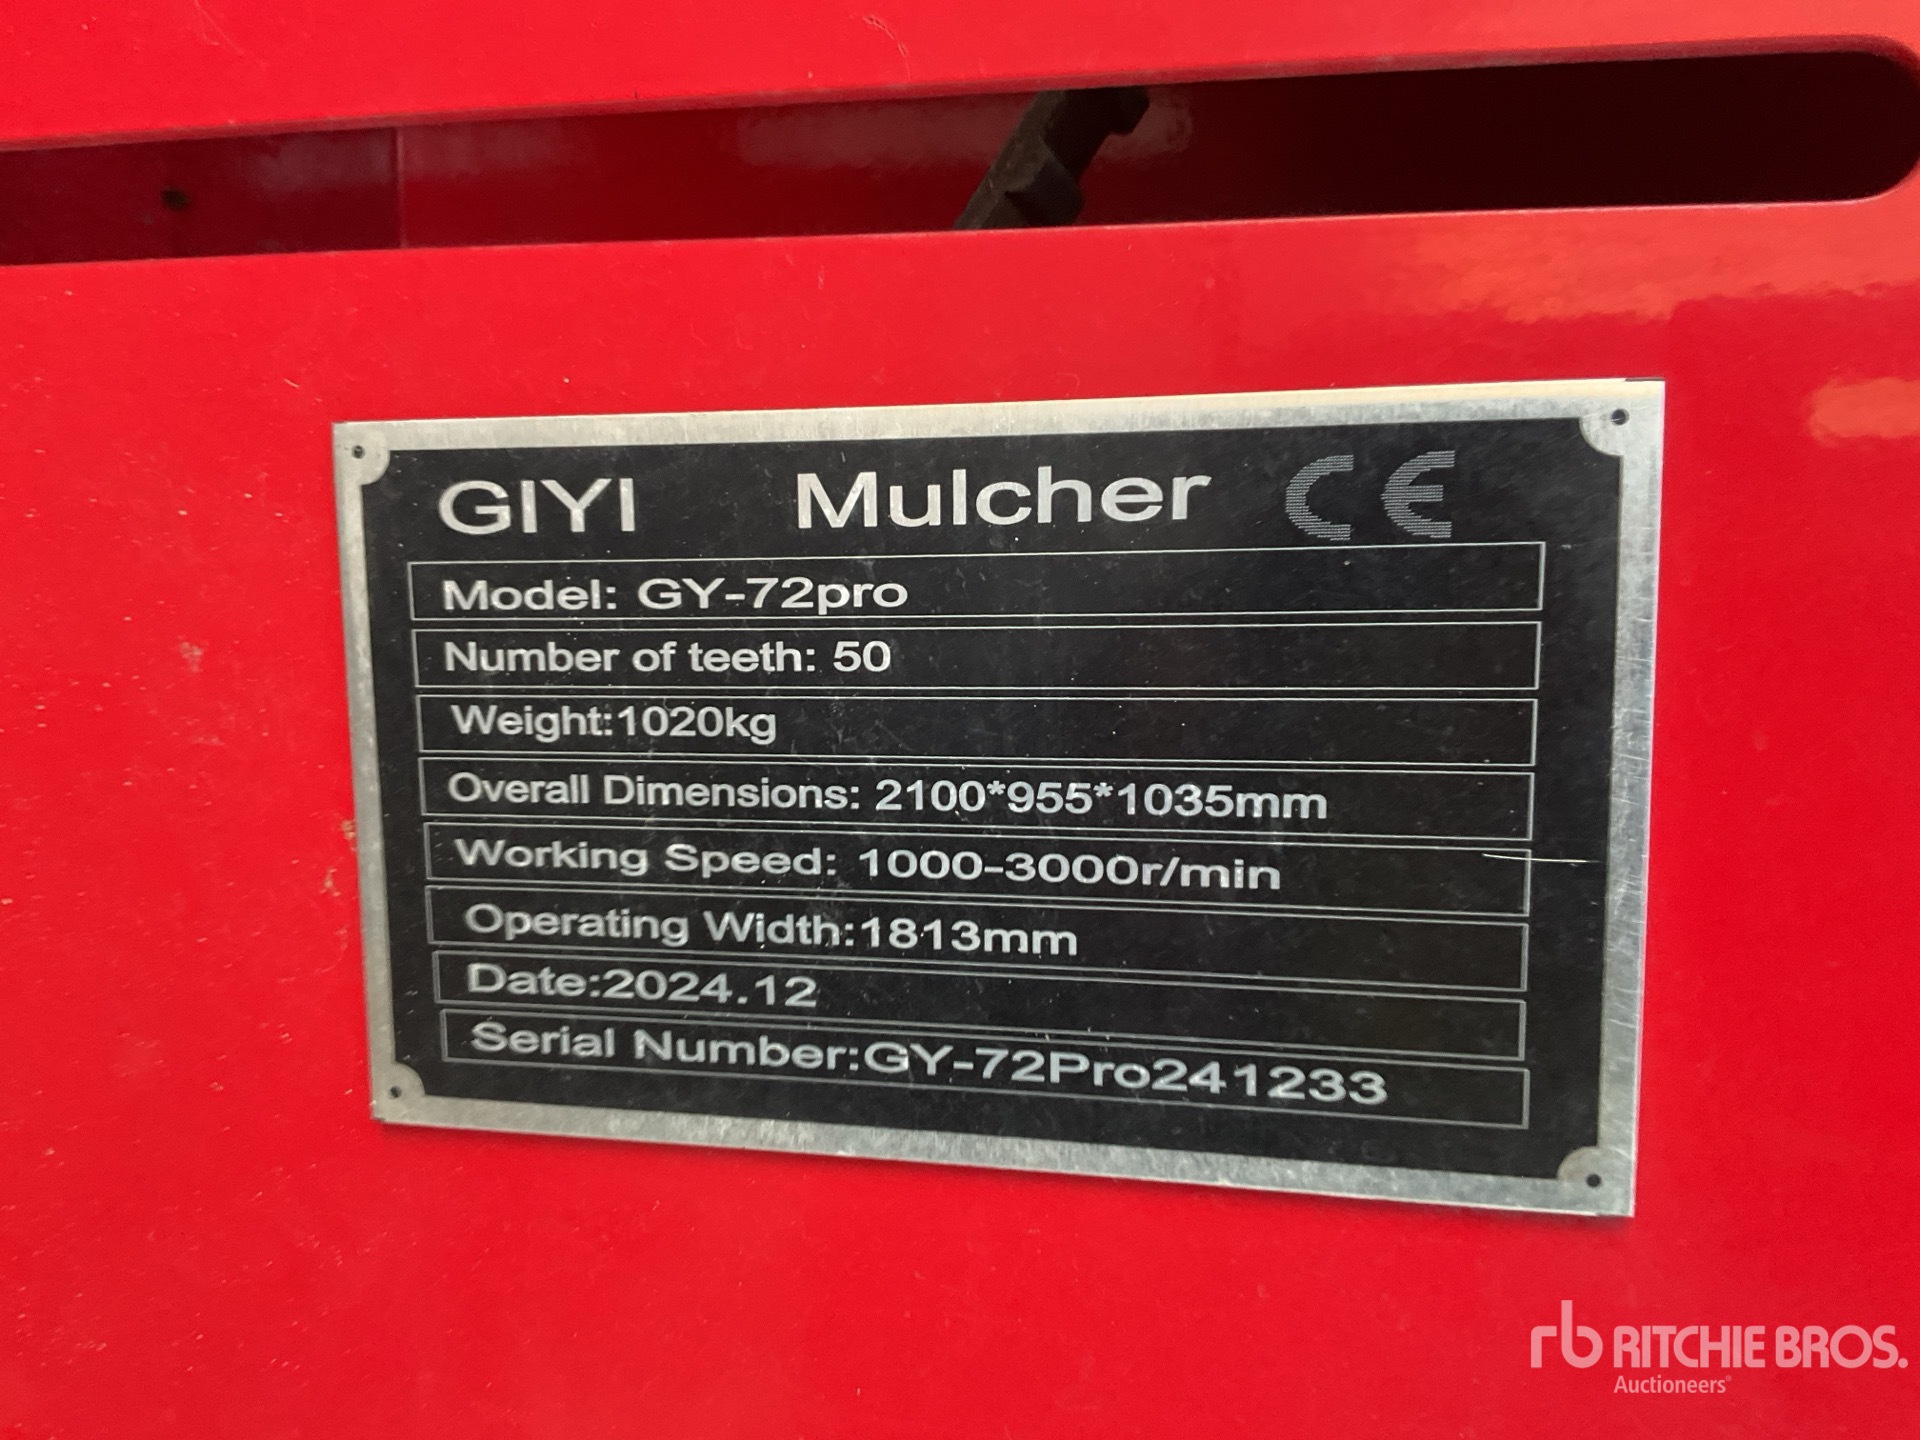 GIYI Mulcher CE
Model: GY-72pro
Number of teeth: 50
Weight:1020kg
Overall Dimensions: 2100*955*1035mm
Working Speed: 1000-3000r/min
Operating Width:1813mm
Date:2024.12
Serial Number:GY-72Pro241233
rb RITCHIE BROS.
Auctioneers®